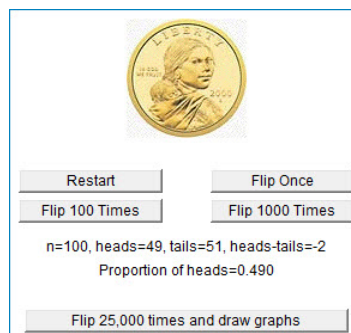 LIBERTY
IN GOD
WE TRUST
2000
Restart
Flip Once
Flip 100 Times
Flip 1000 Times
n=100, heads=49, tails=51, heads-tails=-2
Proportion of heads=0.490
Flip 25,000 times and draw graphs